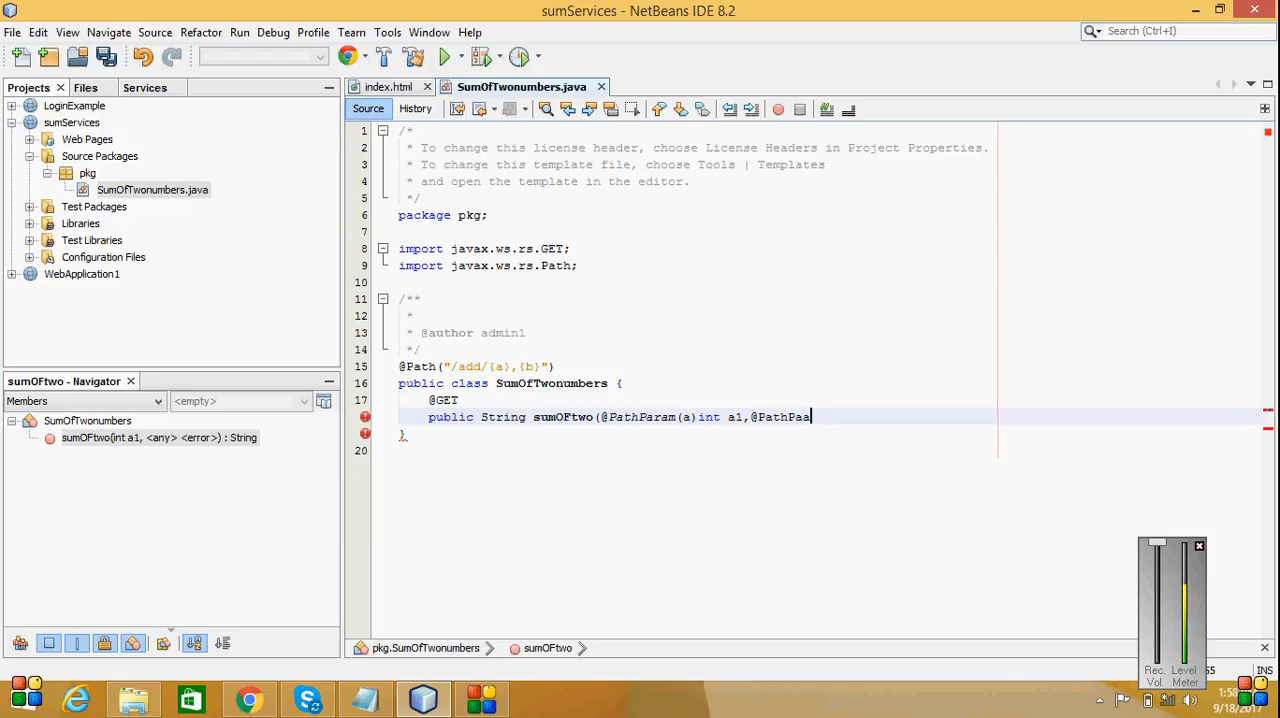 sumServices - NetBeans IDE 8.2
File Edit View Navigate Source Refactor Run Debug Profile Team Tools Window Help
Search (Ctrl+I)
Projects Files Services
LoginExample
sumServices
Web Pages
Source Packages
pkg
SumOfTwonumbers.java
Test Packages
Libraries
Test Libraries
Configuration Files
WebApplication1
sumOFtwo - Navigator
Members
<empty>
SumOfTwonumbers
sumOFtwo(int a1, <any> <error>) : String
index.html SumOfTwonumbers.java
Source History
1 /*
2 * To change this license header, choose License Headers in Project Properties.
3 * To change this template file, choose Tools | Templates
4 * and open the template in the editor.
5 */
6 package pkg;
7
8 import javax.ws.rs.GET;
9 import javax.ws.rs.Path;
10
11 /**
12 *
13 * @author admin1
14 */
15 @Path("/add/{a},{b}")
16 public class SumOfTwonumbers {
17 @GET
public String sumOFtwo(@PathParam(a)int a1,@PathPaa
}
20
pkg.SumOfTwonumbers sumOFtwo
INS
Rec. Vol. Level Meter
9/18/2017